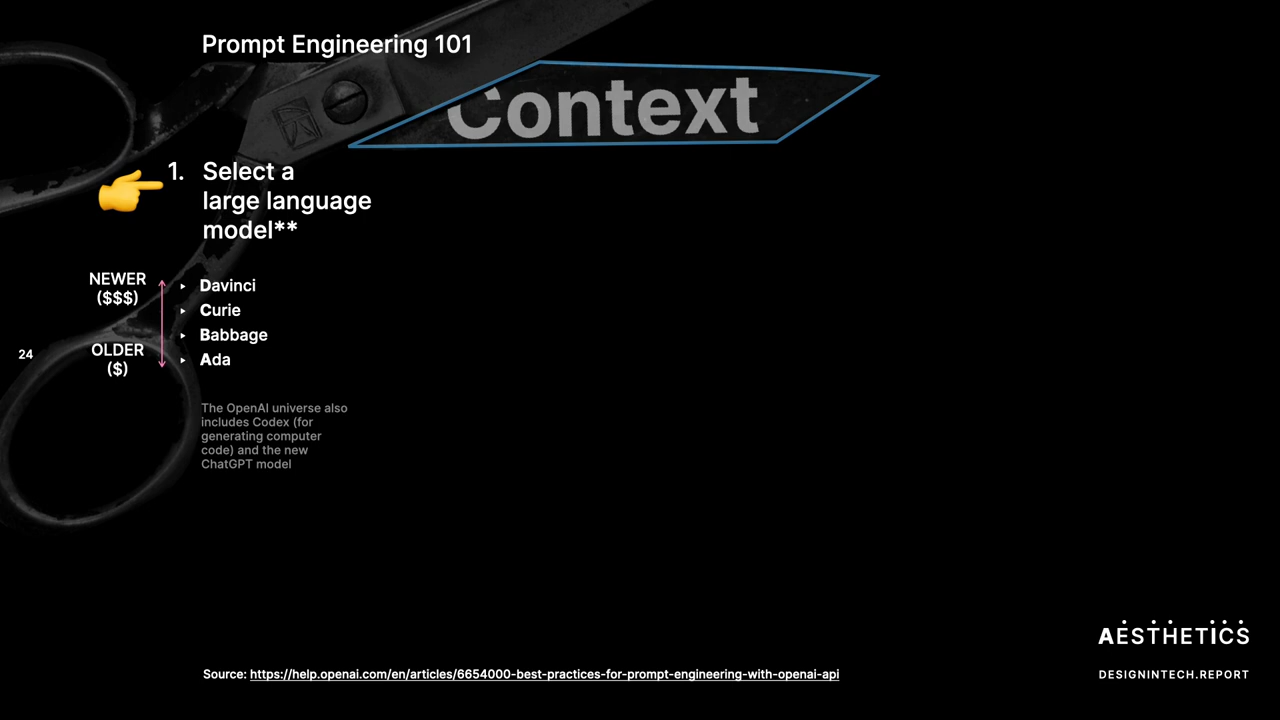 Prompt Engineering 101
Context
1. Select a
large language
model**
NEWER
($$$)
OLDER
($)
▸ Davinci
▸ Curie
▸ Babbage
▸ Ada
24
The OpenAI universe also
includes Codex (for
generating computer
code) and the new
ChatGPT model
AESTHETICS
Source: https://help.openai.com/en/articles/6654000-best-practices-for-prompt-engineering-with-openai-api
DESIGNINTECH.REPORT